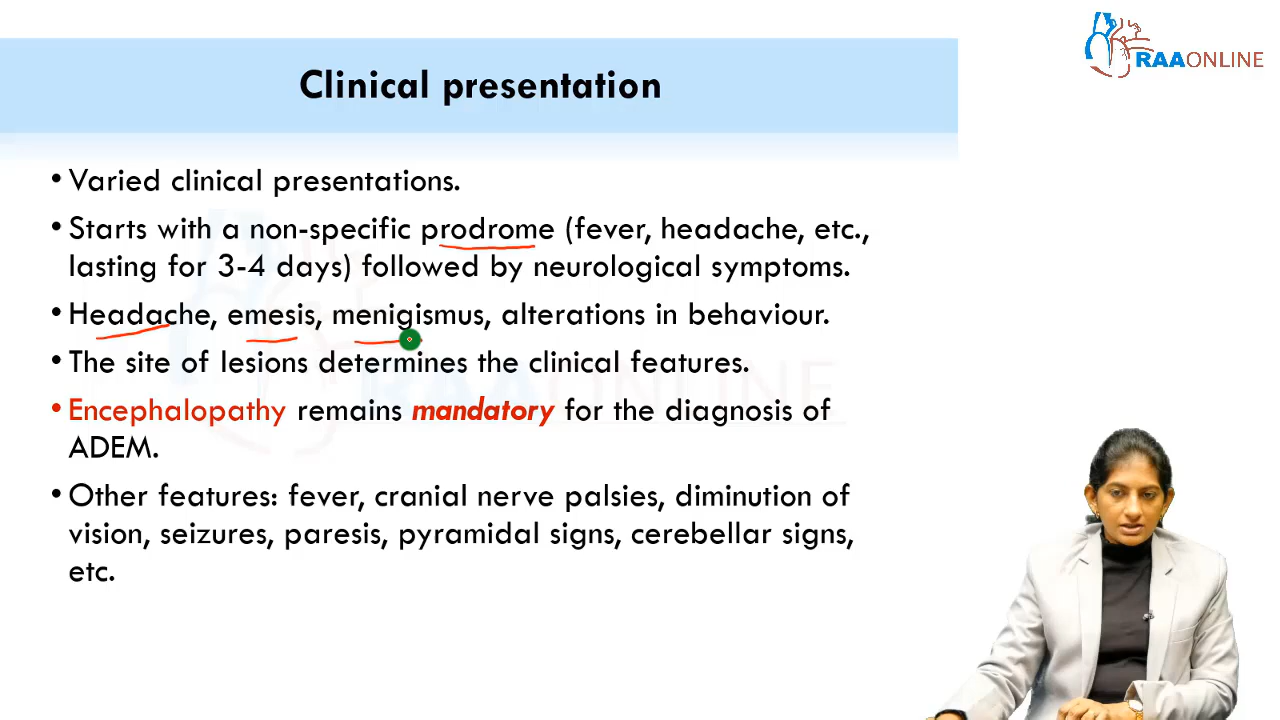 RAAONLINE
Clinical presentation
• Varied clinical presentations.
• Starts with a non-specific prodrome (fever, headache, etc.,
lasting for 3-4 days) followed by neurological symptoms.
• Headache, emesis, menigismus, alterations in behaviour.
• The site of lesions determines the clinical features.
• Encephalopathy remains mandatory for the diagnosis of
ADEM.
• Other features: fever, cranial nerve palsies, diminution of
vision, seizures, paresis, pyramidal signs, cerebellar signs,
etc.